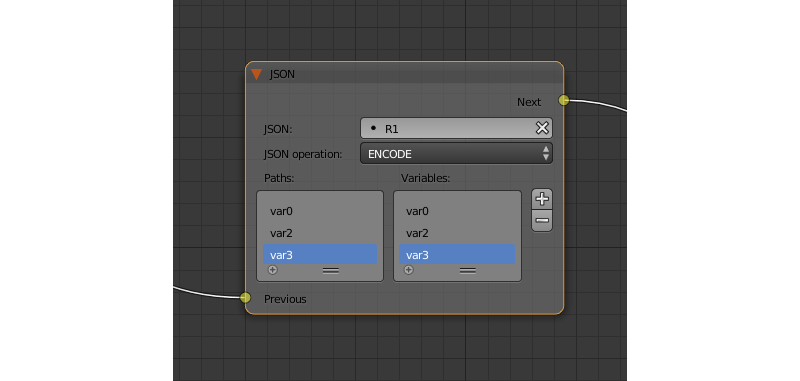 JSON
Next
JSON: R1
JSON operation: ENCODE
Paths: Variables:
var0 var0
var2 var2
var3 var3
Previous